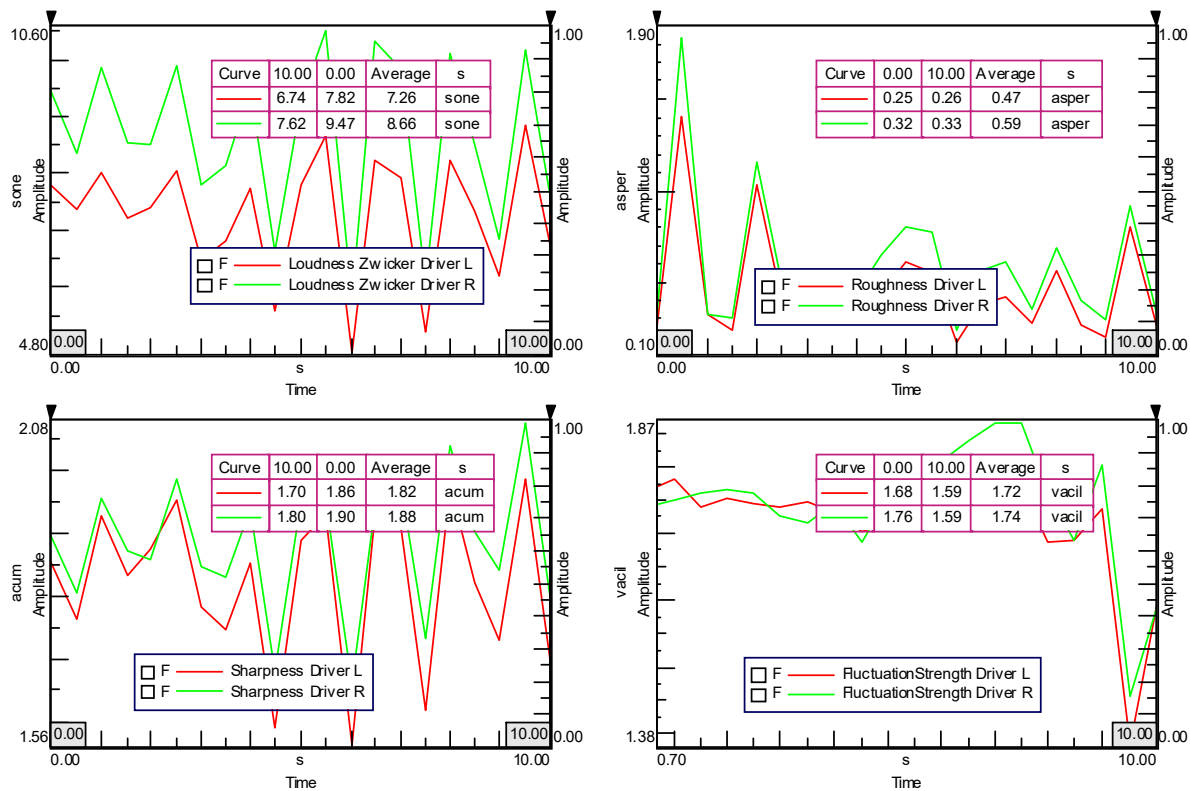 10.60
1.00
Curve 10.00 0.00 Average s
6.74 7.82 7.26 sone
7.62 9.47 8.66 sone
sone
Amplitude
Amplitude
F Loudness Zwicker Driver L
F Loudness Zwicker Driver R
0.00
10.00
4.80
0.00
0.00 s 10.00
Time
1.90
1.00
Curve 0.00 10.00 Average s
0.25 0.26 0.47 asper
0.32 0.33 0.59 asper
asper
Amplitude
Amplitude
F Roughness Driver L
F Roughness Driver R
0.00
10.00
0.10
0.00
0.00 s 10.00
Time
2.08
1.00
Curve 10.00 0.00 Average s
1.70 1.86 1.82 acum
1.80 1.90 1.88 acum
acum
Amplitude
Amplitude
F Sharpness Driver L
F Sharpness Driver R
0.00
10.00
1.56
0.00
0.00 s 10.00
Time
1.87
1.00
Curve 0.00 10.00 Average s
1.68 1.59 1.72 vacil
1.76 1.59 1.74 vacil
vacil
Amplitude
Amplitude
F FluctuationStrength Driver L
F FluctuationStrength Driver R
10.00
1.38
0.00
0.70 s 10.00
Time